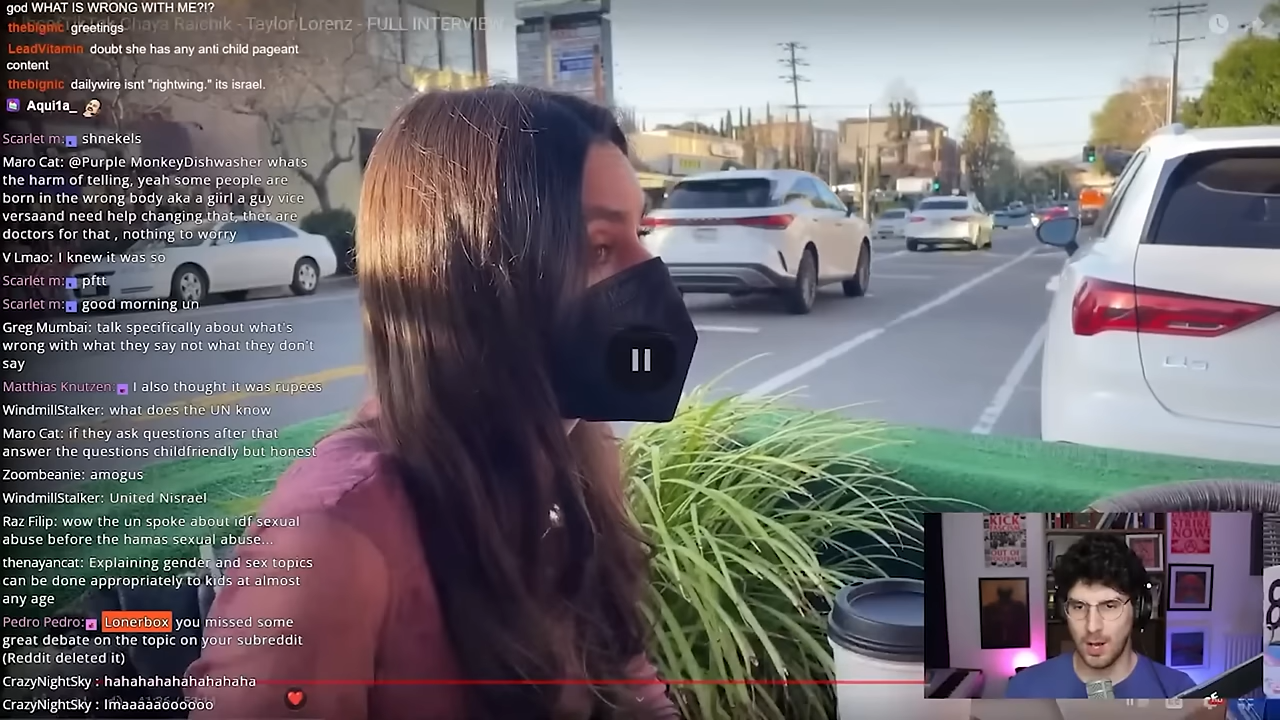 god WHAT IS WRONG WITH ME?!?
Chaya Raichik - Taylor Lorenz - FULL INTERVIEW
thebignic greetings
LeadVitamin doubt she has any anti child pageant
content
thebignic dailywire isnt "rightwing." its israel.
Aqui1a_
Scarlet m: shnekels
Maro Cat: @Purple MonkeyDishwasher whats
the harm of telling, yeah some people are
born in the wrong body aka a girl a guy vice
versaand need help changing that, ther are
doctors for that , nothing to worry
V Lmao: I knew it was so
Scarlet m: pftt
Scarlet m: good morning un
Greg Mumbai: talk specifically about what's
wrong with what they say not what they don't
say
Matthias Knutzen: I also thought it was rupees
WindmillStalker: what does the UN know
Maro Cat: if they ask questions after that
answer the questions childfriendly but honest
Zoombeanie: amogus
WindmillStalker: United Nisrael
Raz Filip: wow the un spoke about idf sexual
abuse before the hamas sexual abuse...
thenayancat: Explaining gender and sex topics
can be done appropriately to kids at almost
any age
Pedro Pedro: Lonerbox you missed some
great debate on the topic on your subreddit
(Reddit deleted it)
CrazyNightSky : hahahahahahahaha
CrazyNightSky : lmaaaaaooooo
KICK
OUT OF
STRIKE
NOW!